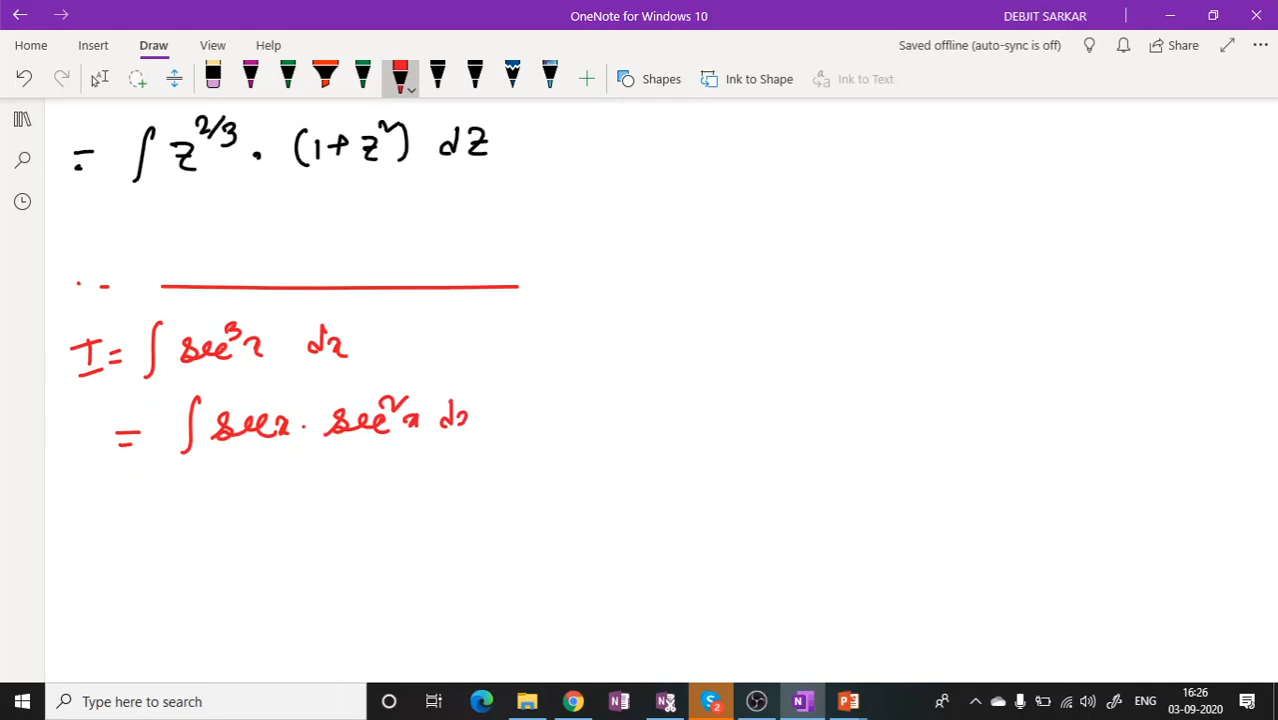 OneNote for Windows 10
DEBJIT SARKAR
Home Insert Draw View Help
Saved offline (auto-sync is off)
Share
Shapes
Ink to Shape
Ink to Text
= ∫ z^{2/3} · (1+z²) dz
I = ∫ sec³x dx
= ∫ secx · sec²x dx
Type here to search
2
ENG
16:26
03-09-2020